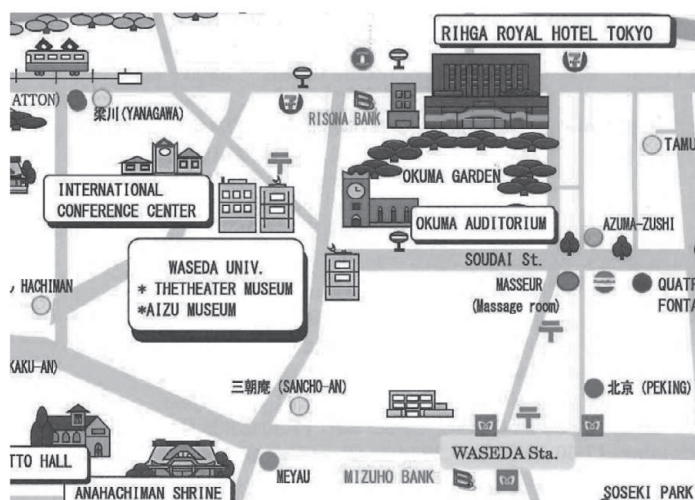 RIHGA ROYAL HOTEL TOKYO
ATTON)
梁川(YANAGAWA)
RISONA BANK
TAMU
INTERNATIONAL
CONFERENCE CENTER
OKUMA GARDEN
OKUMA AUDITORIUM
AZUMA-ZUSHI
SOUDAI St.
WASEDA UNIV.
* THETHEATER MUSEUM
*AIZU MUSEUM
HACHIMAN
MASSEUR
(Massage room)
QUATR
FONTA
KAKU-AN)
三朝庵 (SANCHO-AN)
北京 (PEKING)
WASEDA Sta.
TTO HALL
MEYAU
MIZUHO BANK
ANAHACHIMAN SHRINE
SOSEKI PARK